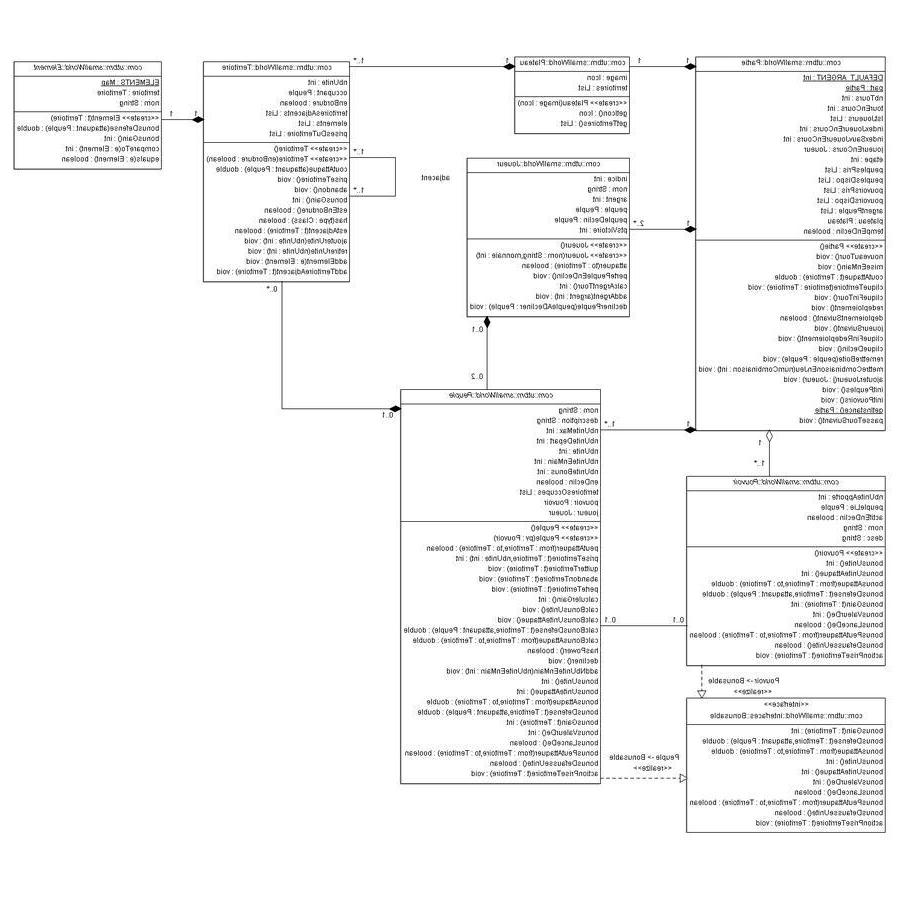 com::utbm::smallWorld::Partie
DEFAULT_ARGENT : int
part : Partie
nbTours : int
tourEnCours : int
lstJoueurs : List
indexJoueurEnCours : int
indexSauvJoueurEnCours : int
joueurEnCours : Joueur
etape : int
peuplesPris : List
peuplesDispo : List
pouvoirsPris : List
pouvoirsDispo : List
argentPeuple : List
plateau : Plateau
tempEnDeclin : boolean
<<create>> Partie()
nouveauTour() : void
miseEnMain() : void
coutAttaque(t : Territoire) : double
cliqueTerritoire(territoire : Territoire) : void
cliqueFinTour() : void
redeploiement() : void
deploiementSuivant() : boolean
joueurSuivant() : void
cliqueFinRedeploiement() : void
cliqueDeclin() : void
remettreBoite(peuple : Peuple) : void
mettreCombinaisonEnJeu(numCombinaison : int) : void
ajouterJoueur(j : Joueur) : void
initPeuples() : void
initPouvoirs() : void
getInstance() : Partie
passeTourSuivant() : void
1
1
com::utbm::smallWorld::Plateau
image : Icon
territoires : List
<<create>> Plateau(image : Icon)
getIcon() : Icon
getTerritoires() : List
1
1..*
com::utbm::smallWorld::Territoire
nbUnite : int
occupant : Peuple
enBordure : boolean
territoiresAdjacents : List
elements : List
prisesDuTerritoire : List
<<create>> Territoire()
<<create>> Territoire(enBordure : boolean)
coutAttaque(attaquant : Peuple) : double
priseTerritoire() : void
abandon() : void
bonusGain() : int
estEnBordure() : boolean
has(type : Class) : boolean
estAdjacent(t : Territoire) : boolean
ajouterUnite(nbUnite : int) : void
retirerUnite(nbUnite : int) : void
addElement(e : Element) : void
addTerritoireAdjacent(t : Territoire) : void
1..*
1..*
adjacent
1
1
com::utbm::smallWorld::Element
ELEMENTS : Map
territoire : Territoire
nom : String
<<create>> Element(t : Territoire)
bonusDefense(attaquant : Peuple) : double
bonusGain() : int
compareTo(e : Element) : int
equals(e : Element) : boolean
1
2..*
com::utbm::smallWorld::Joueur
indice : int
nom : String
argent : int
peuple : Peuple
peupleDeclin : Peuple
ptsVictoire : int
<<create>> Joueur()
<<create>> Joueur(nom : String,monnaie : int)
attaquer(to : Territoire) : boolean
pertePeupleEnDeclin() : void
calcArgentTour() : int
addArgent(argent : int) : void
declinerPeuple(peupleADecliner : Peuple) : void
0..1
0..2
0..*
0..1
com::utbm::smallWorld::Peuple
nom : String
description : String
nbUniteMax : int
nbUniteDepart : int
nbUnite : int
nbUniteEnMain : int
nbUniteBonus : int
enDeclin : boolean
territoiresOccupes : List
pouvoir : Pouvoir
joueur : Joueur
<<create>> Peuple()
<<create>> Peuple(pv : Pouvoir)
peutAttaquer(from : Territoire,to : Territoire) : boolean
priseTerritoire(t : Territoire,nbUnite : int) : int
quitteTerritoire(t : Territoire) : void
abandonTerritoire(t : Territoire) : void
perteTerritoire(t : Territoire) : void
calculerGain() : int
calcBonusUnite() : void
calcBonusUniteAttaque() : void
calcBonusDefense(t : Territoire,attaquant : Peuple) : double
calcBonusAttaque(from : Territoire,to : Territoire) : double
hasPower() : boolean
decliner() : void
addNbUniteEnMain(nbUniteEnMain : int) : void
bonusUnite() : int
bonusUniteAttaque() : int
bonusAttaque(from : Territoire,to : Territoire) : double
bonusDefense(t : Territoire,attaquant : Peuple) : double
bonusGain(t : Territoire) : int
bonusValeurDe() : int
bonusLanceDe() : boolean
bonusPeutAttaquer(from : Territoire,to : Territoire) : boolean
bonusDefausseUnite() : boolean
actionPriseTerritoire(t : Territoire) : void
1
1..*
1
1..*
com::utbm::smallWorld::Pouvoir
nbUniteApporte : int
peupleLie : Peuple
actifEnDeclin : boolean
nom : String
desc : String
<<create>> Pouvoir()
bonusUnite() : int
bonusUniteAttaque() : int
bonusAttaque(from : Territoire,to : Territoire) : double
bonusDefense(t : Territoire,attaquant : Peuple) : double
bonusGain(t : Territoire) : int
bonusValeurDe() : int
bonusLanceDe() : boolean
bonusPeutAttaquer(from : Territoire,to : Territoire) : boolean
bonusDefausseUnite() : boolean
actionPriseTerritoire(t : Territoire) : void
0..1
0..1
Pouvoir -> Bonusable
<<realize>>
<<interface>>
com::utbm::smallWorld::interfaces::Bonusable
bonusGain(t : Territoire) : int
bonusDefense(t : Territoire,attaquant : Peuple) : double
bonusAttaque(from : Territoire,to : Territoire) : double
bonusUnite() : int
bonusUniteAttaque() : int
bonusValeurDe() : int
bonusLanceDe() : boolean
bonusPeutAttaquer(from : Territoire,to : Territoire) : boolean
bonusDefausseUnite() : boolean
actionPriseTerritoire(t : Territoire) : void
Peuple -> Bonusable
<<realize>>